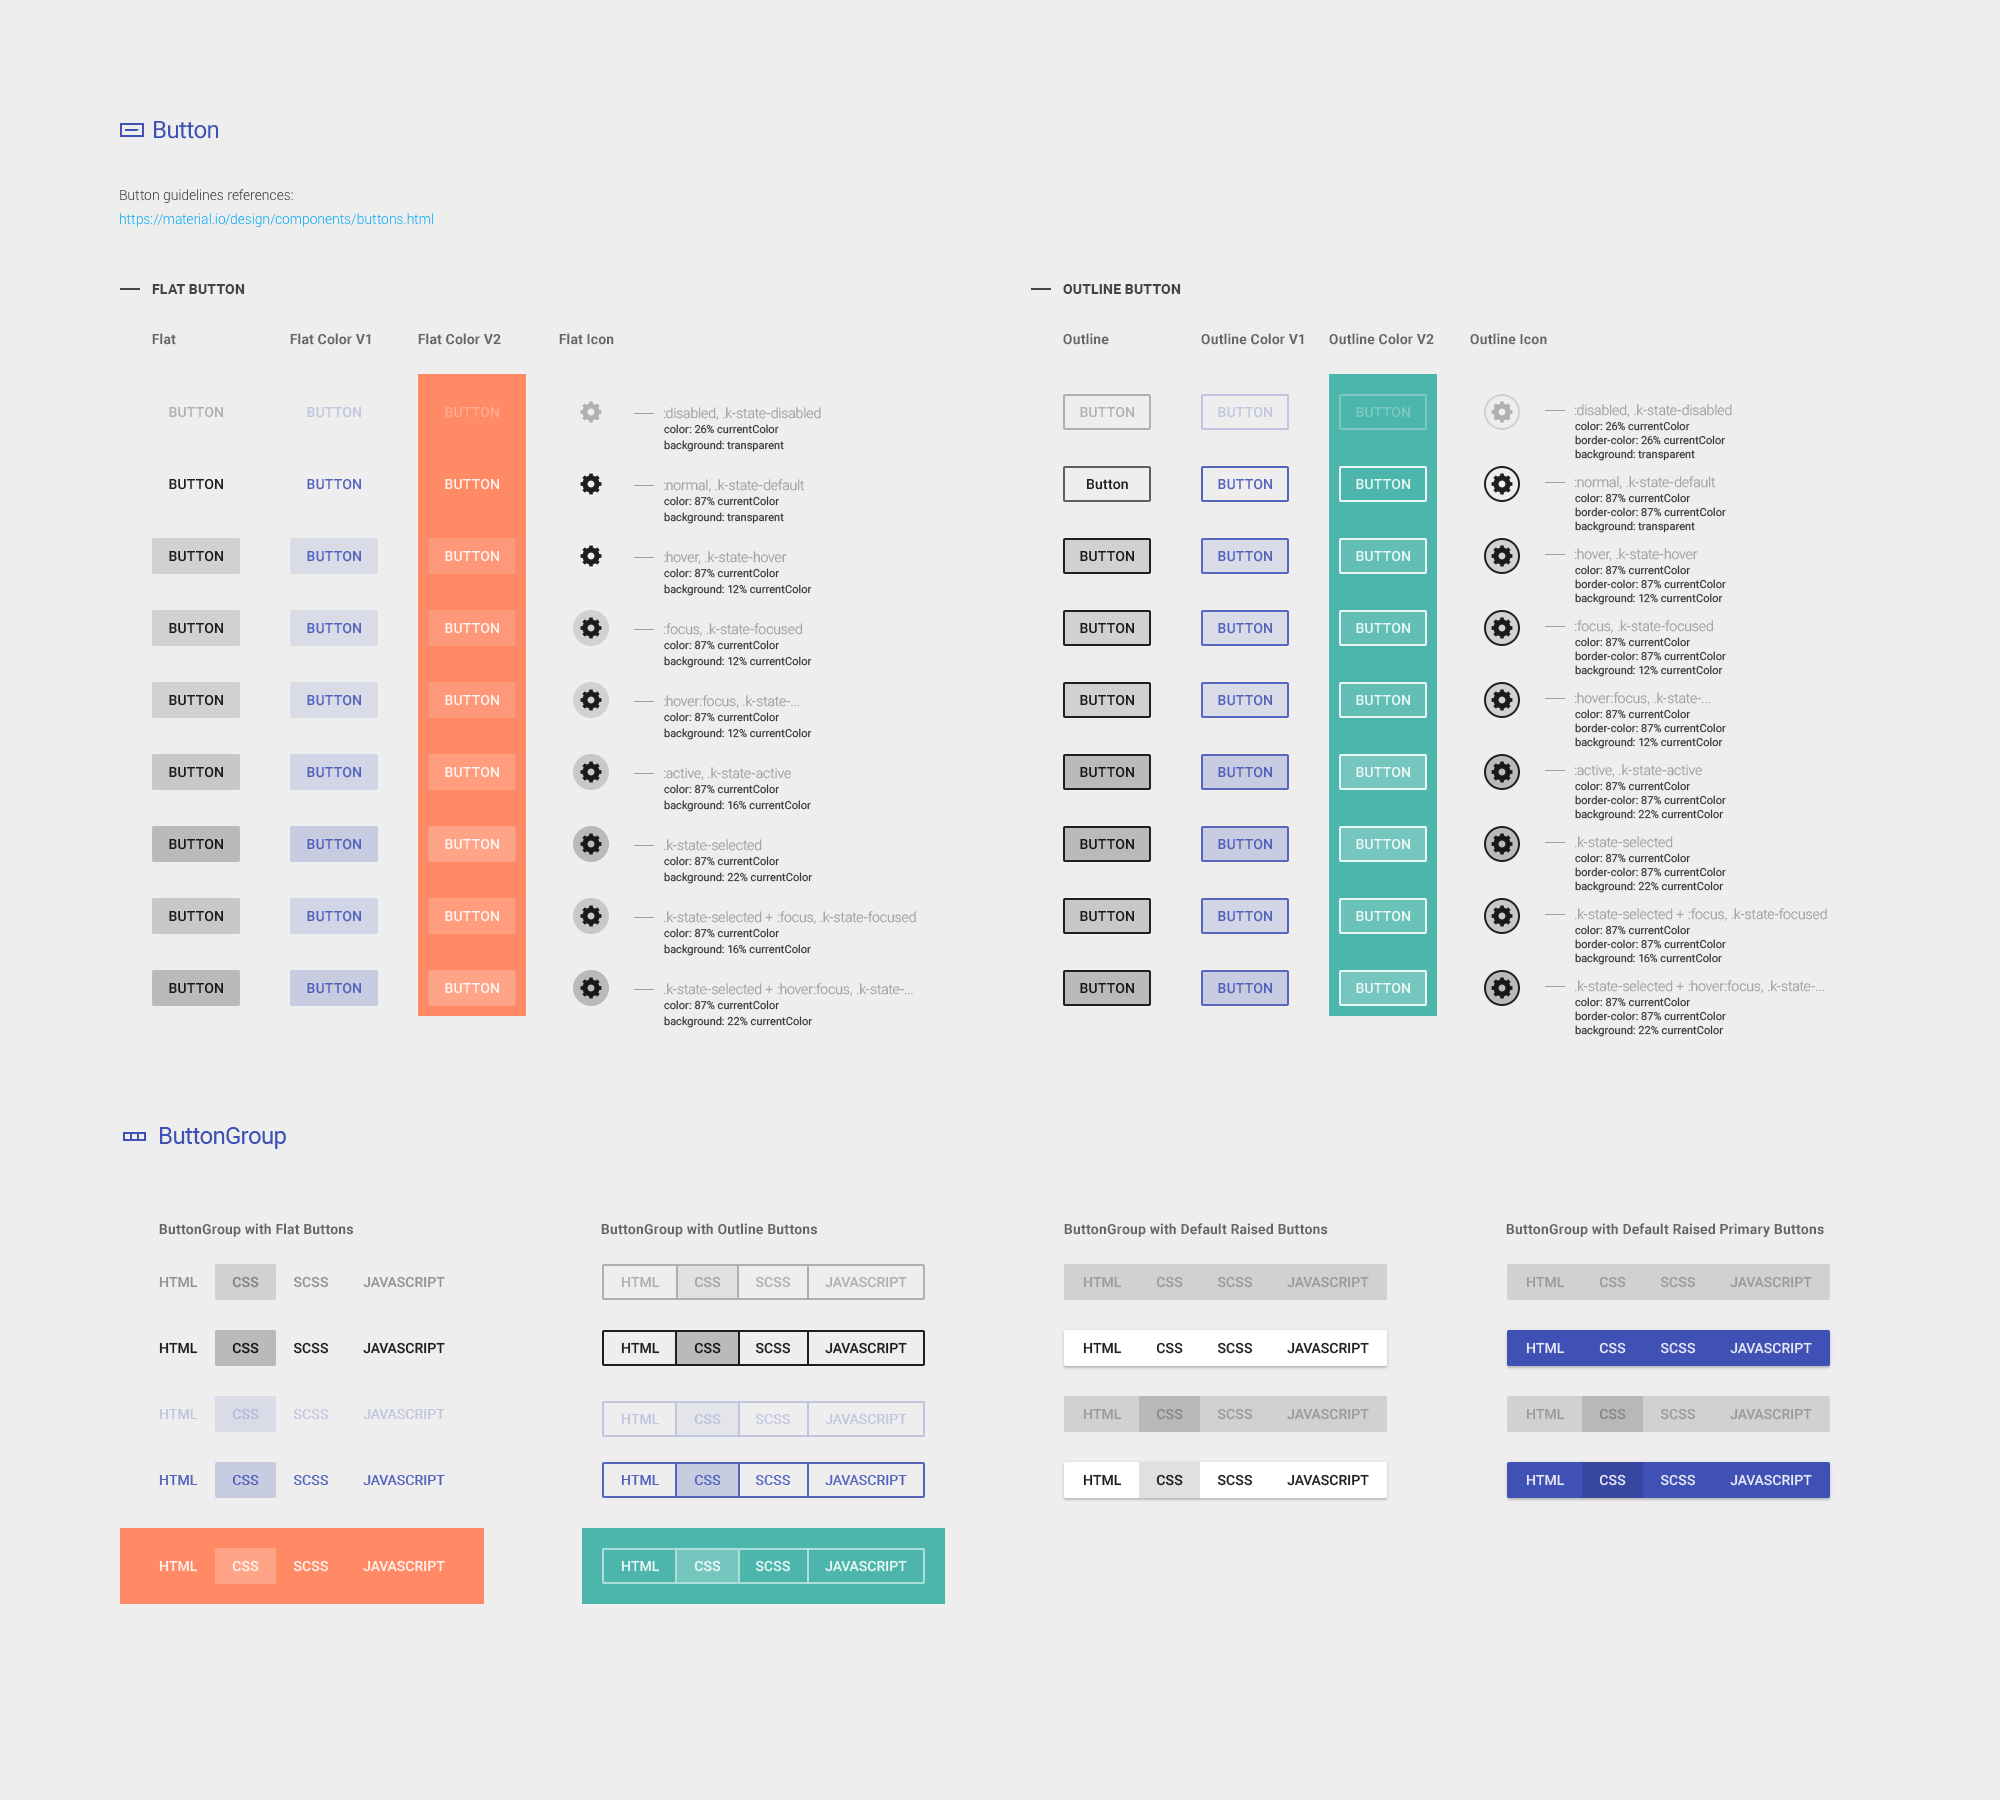 Button
Button guidelines references:
https://material.io/design/components/buttons.html
FLAT BUTTON
Flat
Flat Color V1
Flat Color V2
Flat Icon
BUTTON BUTTON BUTTON
:disabled, .k-state-disabled
color: 26% currentColor
background: transparent
BUTTON BUTTON BUTTON
:normal, .k-state-default
color: 87% currentColor
background: transparent
BUTTON BUTTON BUTTON
:hover, .k-state-hover
color: 87% currentColor
background: 12% currentColor
BUTTON BUTTON BUTTON
:focus, .k-state-focused
color: 87% currentColor
background: 12% currentColor
BUTTON BUTTON BUTTON
:hover:focus, .k-state-...
color: 87% currentColor
background: 12% currentColor
BUTTON BUTTON BUTTON
:active, .k-state-active
color: 87% currentColor
background: 16% currentColor
BUTTON BUTTON BUTTON
.k-state-selected
color: 87% currentColor
background: 22% currentColor
BUTTON BUTTON BUTTON
.k-state-selected + :focus, .k-state-focused
color: 87% currentColor
background: 16% currentColor
BUTTON BUTTON BUTTON
.k-state-selected + :hover:focus, .k-state-...
color: 87% currentColor
background: 22% currentColor
OUTLINE BUTTON
Outline
Outline Color V1
Outline Color V2
Outline Icon
BUTTON BUTTON BUTTON
:disabled, .k-state-disabled
color: 26% currentColor
border-color: 26% currentColor
background: transparent
Button BUTTON BUTTON
:normal, .k-state-default
color: 87% currentColor
border-color: 87% currentColor
background: transparent
BUTTON BUTTON BUTTON
:hover, .k-state-hover
color: 87% currentColor
border-color: 87% currentColor
background: 12% currentColor
BUTTON BUTTON BUTTON
:focus, .k-state-focused
color: 87% currentColor
border-color: 87% currentColor
background: 12% currentColor
BUTTON BUTTON BUTTON
:hover:focus, .k-state-...
color: 87% currentColor
border-color: 87% currentColor
background: 12% currentColor
BUTTON BUTTON BUTTON
:active, .k-state-active
color: 87% currentColor
border-color: 87% currentColor
background: 22% currentColor
BUTTON BUTTON BUTTON
.k-state-selected
color: 87% currentColor
border-color: 87% currentColor
background: 22% currentColor
BUTTON BUTTON BUTTON
.k-state-selected + :focus, .k-state-focused
color: 87% currentColor
border-color: 87% currentColor
background: 16% currentColor
BUTTON BUTTON BUTTON
.k-state-selected + :hover:focus, .k-state-...
color: 87% currentColor
border-color: 87% currentColor
background: 22% currentColor
ButtonGroup
ButtonGroup with Flat Buttons
HTML CSS SCSS JAVASCRIPT
HTML CSS SCSS JAVASCRIPT
HTML CSS SCSS JAVASCRIPT
HTML CSS SCSS JAVASCRIPT
HTML CSS SCSS JAVASCRIPT
ButtonGroup with Outline Buttons
HTML CSS SCSS JAVASCRIPT
HTML CSS SCSS JAVASCRIPT
HTML CSS SCSS JAVASCRIPT
HTML CSS SCSS JAVASCRIPT
HTML CSS SCSS JAVASCRIPT
ButtonGroup with Default Raised Buttons
HTML CSS SCSS JAVASCRIPT
HTML CSS SCSS JAVASCRIPT
HTML CSS SCSS JAVASCRIPT
HTML CSS SCSS JAVASCRIPT
ButtonGroup with Default Raised Primary Buttons
HTML CSS SCSS JAVASCRIPT
HTML CSS SCSS JAVASCRIPT
HTML CSS SCSS JAVASCRIPT
HTML CSS SCSS JAVASCRIPT